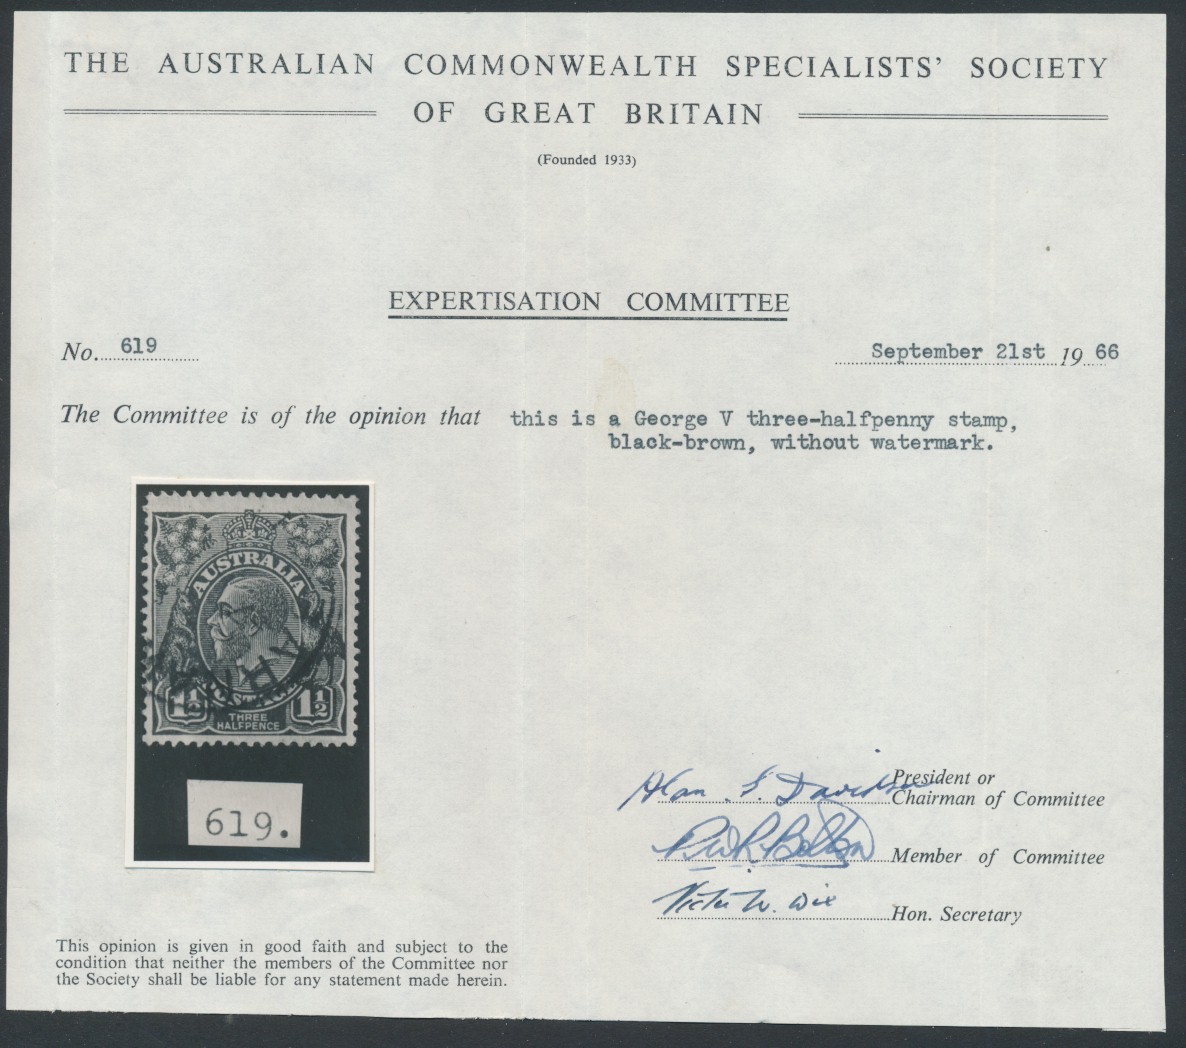 THE AUSTRALIAN COMMONWEALTH SPECIALISTS' SOCIETY
OF GREAT BRITAIN
(Founded 1933)
EXPERTISATION COMMITTEE
No. 619
September 21st 19 66
The Committee is of the opinion that this is a George V three-halfpenny stamp,
black-brown, without watermark.
AUSTRALIA
1½ 1½
THREE
HALFPENCE
619.
Alan G. Davidson President or
Chairman of Committee
Member of Committee
Victor W. Dix Hon. Secretary
This opinion is given in good faith and subject to the
condition that neither the members of the Committee nor
the Society shall be liable for any statement made herein.